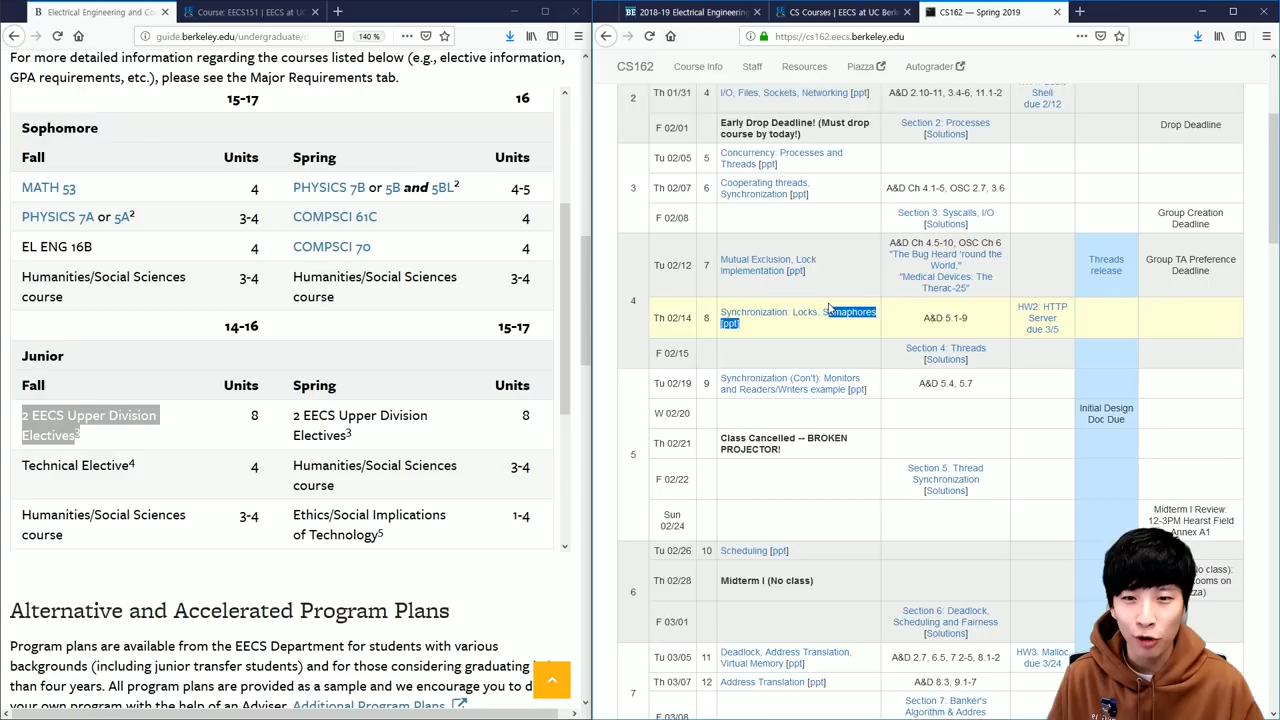 Electrical Engineering and Co
Course: EECS151 | EECS at UC
guide.berkeley.edu/undergraduate/d
140 %
For more detailed information regarding the courses listed below (e.g., elective information,
GPA requirements, etc.), please see the Major Requirements tab.
15-17 16
Sophomore
Fall Units Spring Units
MATH 53 4 PHYSICS 7B or 5B and 5BL2 4-5
PHYSICS 7A or 5A2 3-4 COMPSCI 61C 4
EL ENG 16B 4 COMPSCI 70 4
Humanities/Social Sciences 3-4 Humanities/Social Sciences 3-4
course course
14-16 15-17
Junior
Fall Units Spring Units
2 EECS Upper Division 8 2 EECS Upper Division 8
Electives3 Electives3
Technical Elective4 4 Humanities/Social Sciences 3-4
course
Humanities/Social Sciences 3-4 Ethics/Social Implications 1-4
course of Technology5
Alternative and Accelerated Program Plans
Program plans are available from the EECS Department for students with various
backgrounds (including junior transfer students) and for those considering graduating
than four years. All program plans are provided as a sample and we encourage you to d
your own program with the help of an Adviser. Additional Program Plans
BE 2018-19 Electrical Engineering
CS Courses | EECS at UC Berk
CS162 — Spring 2019
https://cs162.eecs.berkeley.edu
CS162 Course Info Staff Resources Piazza Autograder
2 Th 01/31 4 I/O, Files, Sockets, Networking [ppt] A&D 2.10-11, 3.4-6, 11.1-2
Shell
due 2/12
F 02/01 Early Drop Deadline! (Must drop
course by today!)
Section 2: Processes
[Solutions]
Drop Deadline
3
Tu 02/05 5 Concurrency: Processes and
Threads [ppt]
Th 02/07 6 Cooperating threads,
Synchronization [ppt]
A&D Ch 4.1-5, OSC 2.7, 3.6
F 02/08
Section 3: Syscalls, I/O
[Solutions]
Group Creation
Deadline
4
Tu 02/12 7 Mutual Exclusion, Lock
Implementation [ppt]
A&D Ch 4.5-10, OSC Ch 6
"The Bug Heard 'round the
World,"
"Medical Devices: The
Therac-25"
Threads
release
Group TA Preference
Deadline
Th 02/14 8 Synchronization: Locks, Semaphores
[ppt]
A&D 5.1-9
HW2: HTTP
Server
due 3/5
F 02/15
Section 4: Threads
[Solutions]
5
Tu 02/19 9 Synchronization (Con't): Monitors
and Readers/Writers example [ppt]
A&D 5.4, 5.7
W 02/20
Initial Design
Doc Due
Th 02/21 Class Cancelled -- BROKEN
PROJECTOR!
F 02/22
Section 5: Thread
Synchronization
[Solutions]
Sun
02/24
Midterm I Review:
12-3PM Hearst Field
Annex A1
6
Tu 02/26 10 Scheduling [ppt]
Th 02/28 Midterm I (No class)
No class):
ooms on
zza)
F 03/01
Section 6: Deadlock,
Scheduling and Fairness
[Solutions]
7
Tu 03/05 11 Deadlock, Address Translation,
Virtual Memory [ppt]
A&D 2.7, 6.5, 7.2-5, 8.1-2
HW3: Malloc
due 3/24
Th 03/07 12 Address Translation [ppt] A&D 8.3, 9.1-7
F 03/08
Section 7: Banker's
Algorithm & Addres